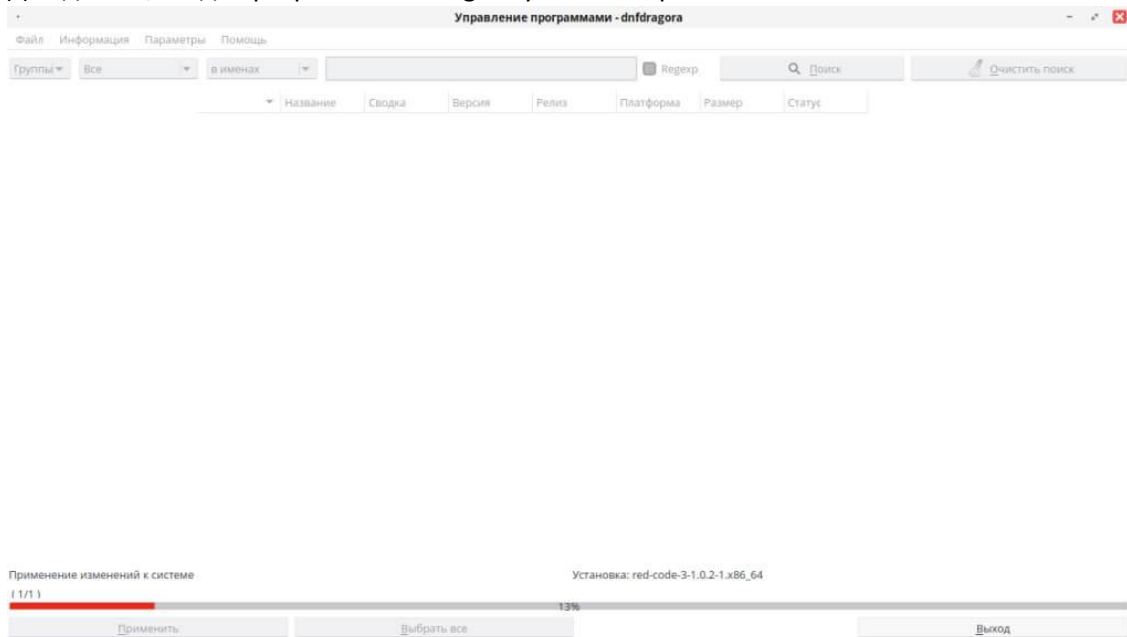 Управление программами - dnfdragora
Файл Информация Параметры Помощь
Группы Все в именах Regexp Поиск Очистить поиск
Название Сводка Версия Релиз Платформа Размер Статус
Применение изменений к системе Установка: red-code-3-1.0.2-1.x86_64
( 1/1 )
13%
Применить Выбрать все Выход